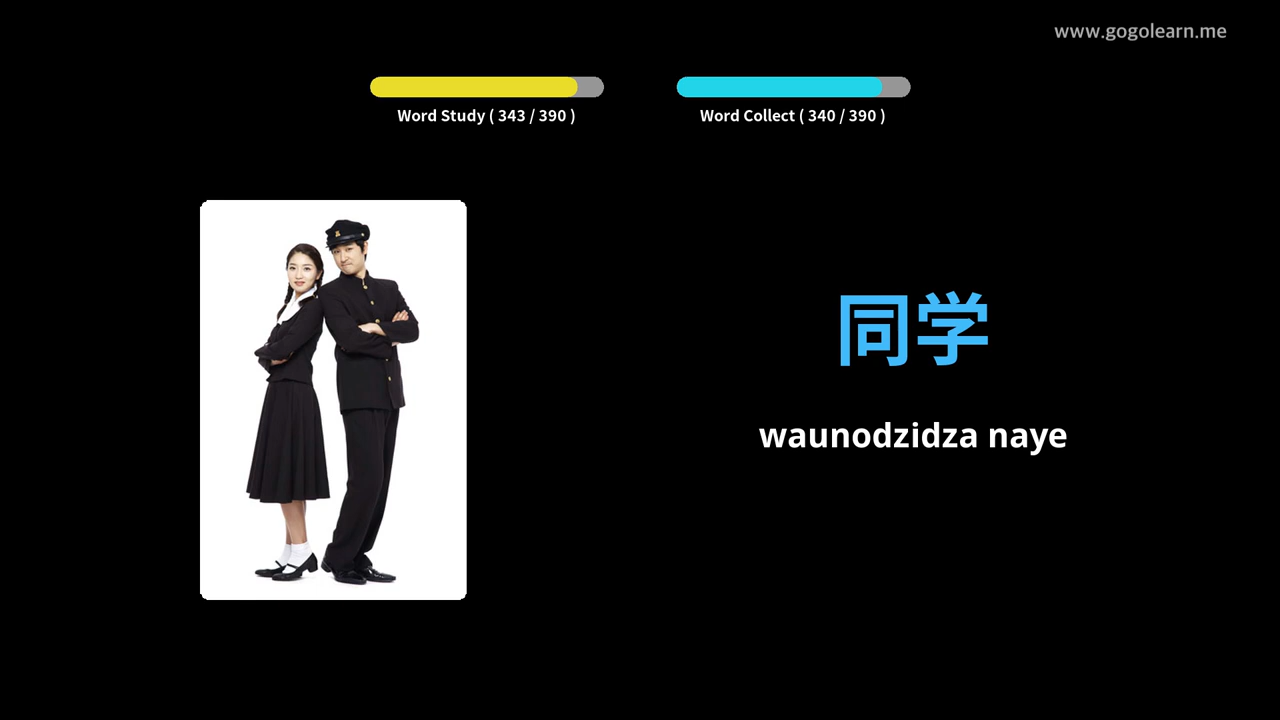 www.gogolearn.me
Word Study ( 343 / 390 )
Word Collect ( 340 / 390 )
同学
waunodzidza naye